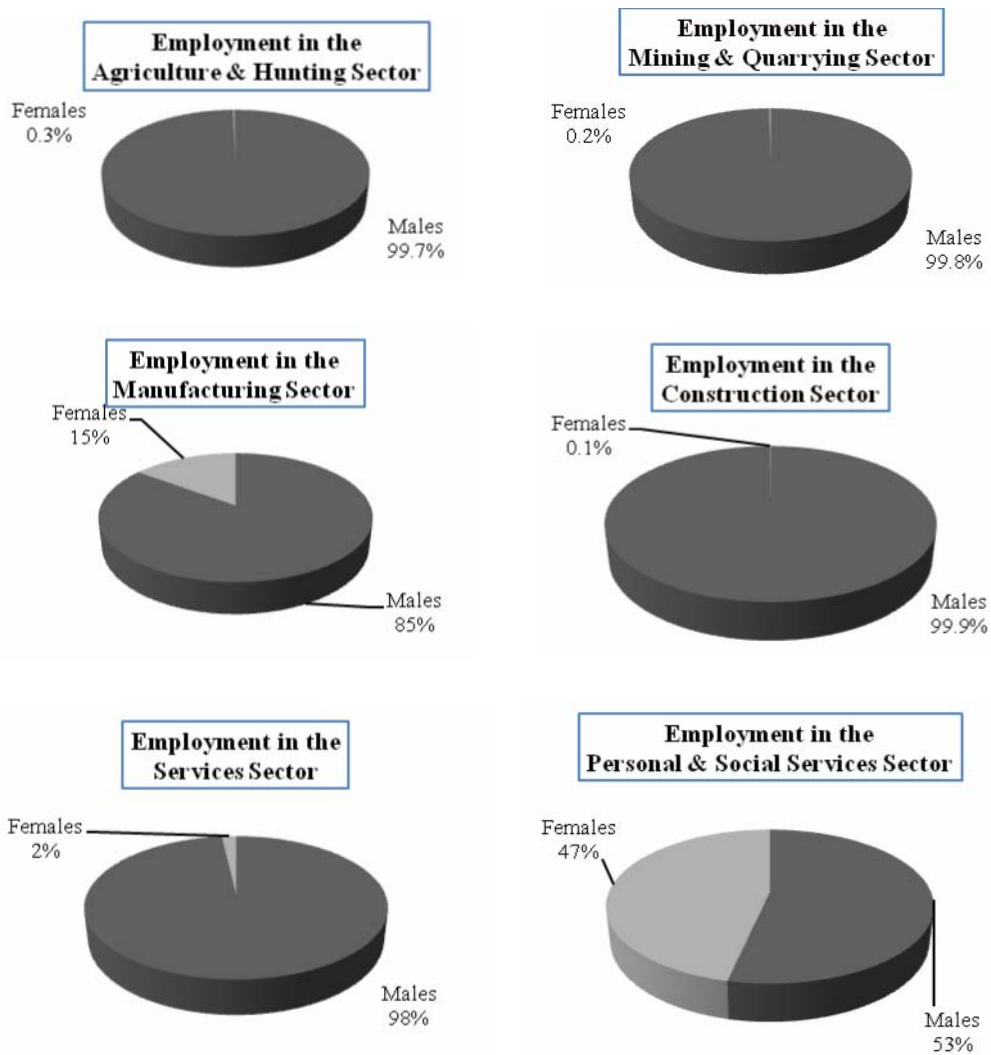 Employment in the
Agriculture & Hunting Sector
Females
0.3%
Males
99.7%
Employment in the
Mining & Quarrying Sector
Females
0.2%
Males
99.8%
Employment in the
Manufacturing Sector
Females
15%
Males
85%
Employment in the
Construction Sector
Females
0.1%
Males
99.9%
Employment in the
Services Sector
Females
2%
Males
98%
Employment in the
Personal & Social Services Sector
Females
47%
Males
53%